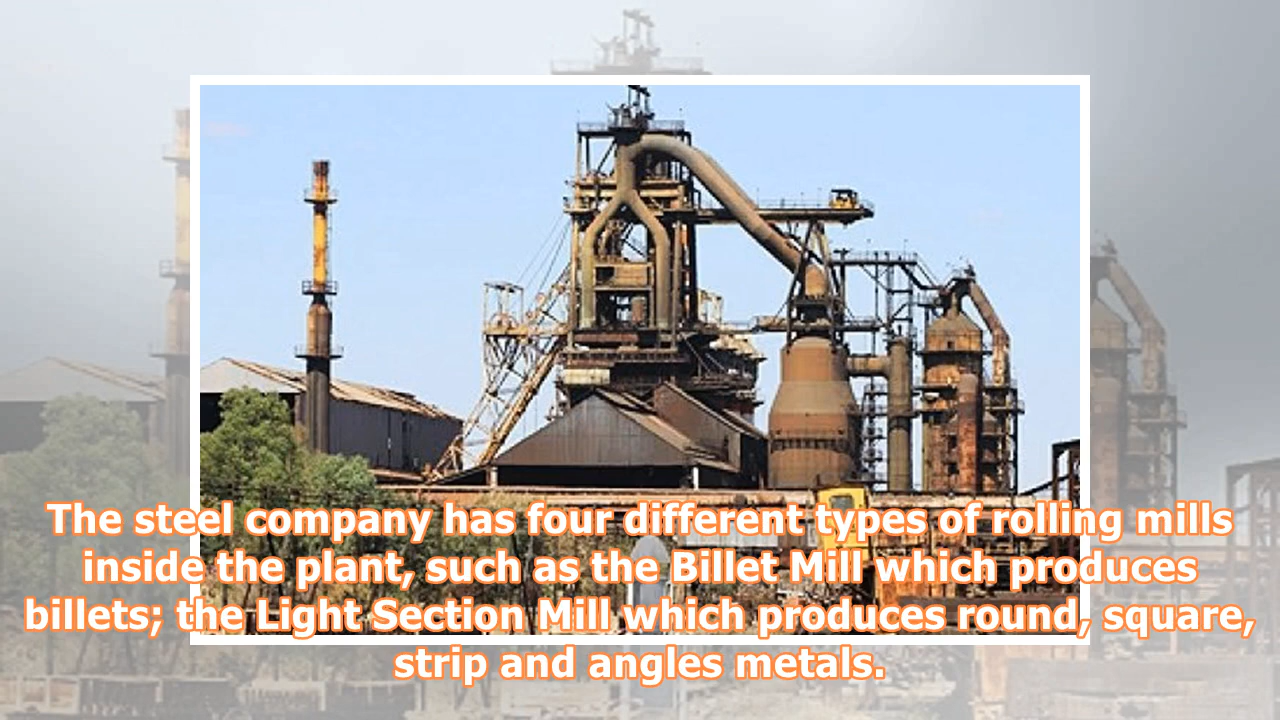 The steel company has four different types of rolling mills
inside the plant, such as the Billet Mill which produces
billets; the Light Section Mill which produces round, square,
strip and angles metals.